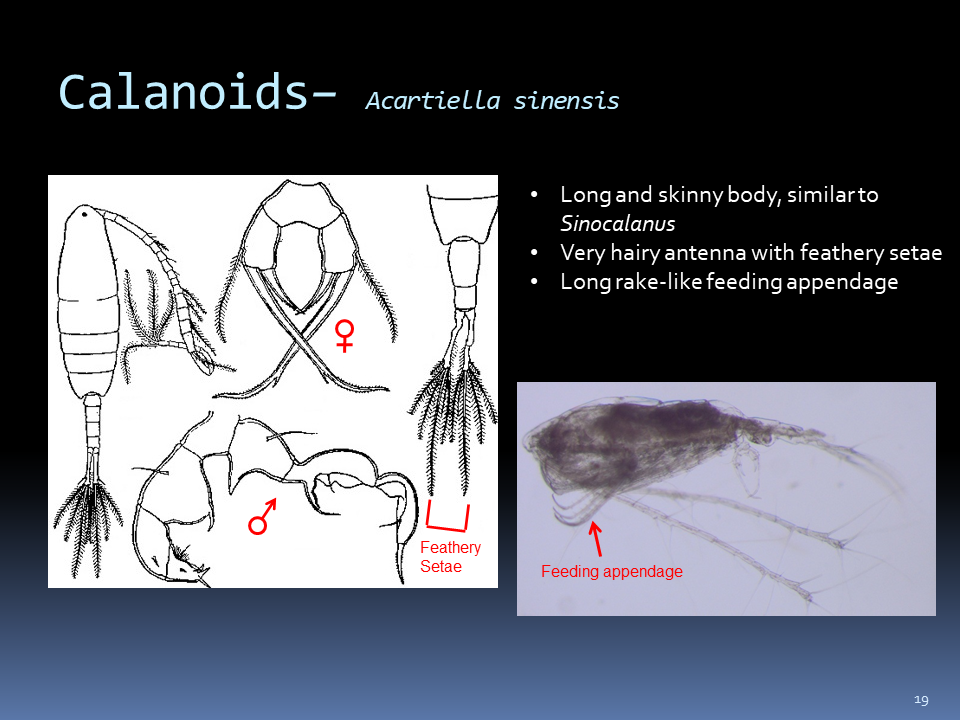 Calanoids– Acartiella sinensis
• Long and skinny body, similar to
Sinocalanus
• Very hairy antenna with feathery setae
• Long rake-like feeding appendage
♀
♂
Feathery
Setae
Feeding appendage
19